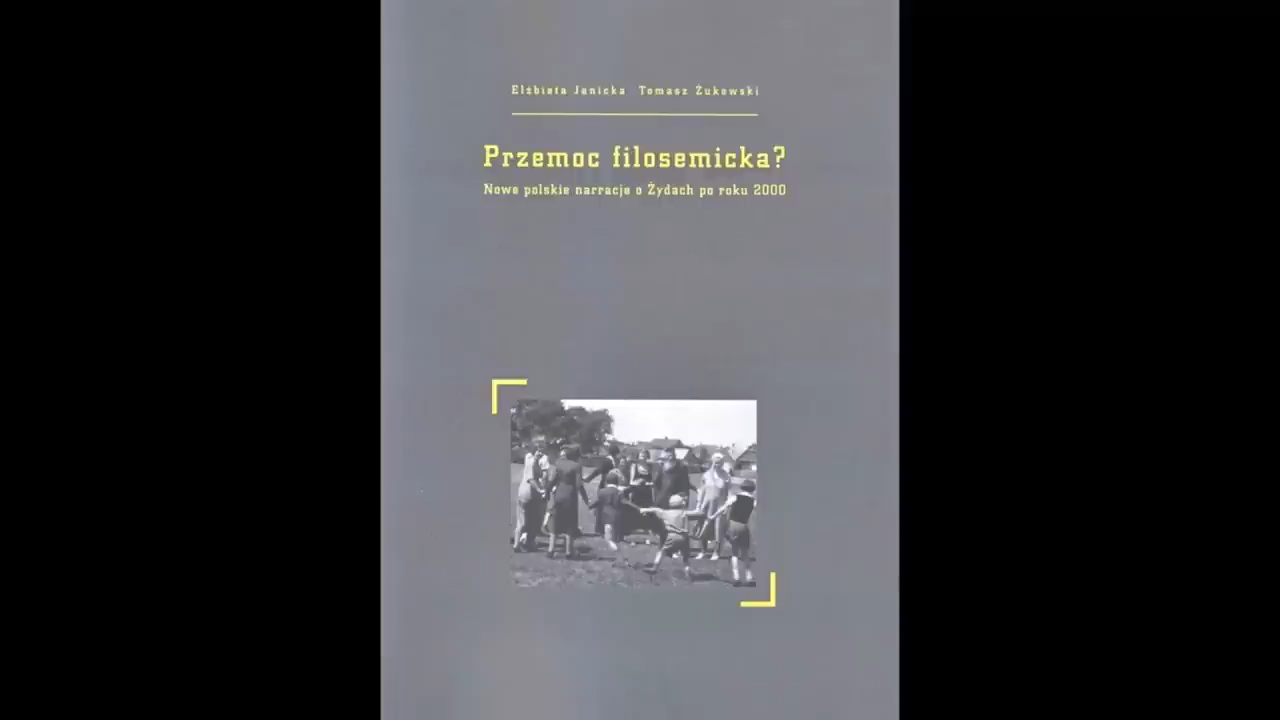 Elżbieta Janicka Tomasz Żukowski
Przemoc filosemicka?
Nowe polskie narracje o Żydach po roku 2000